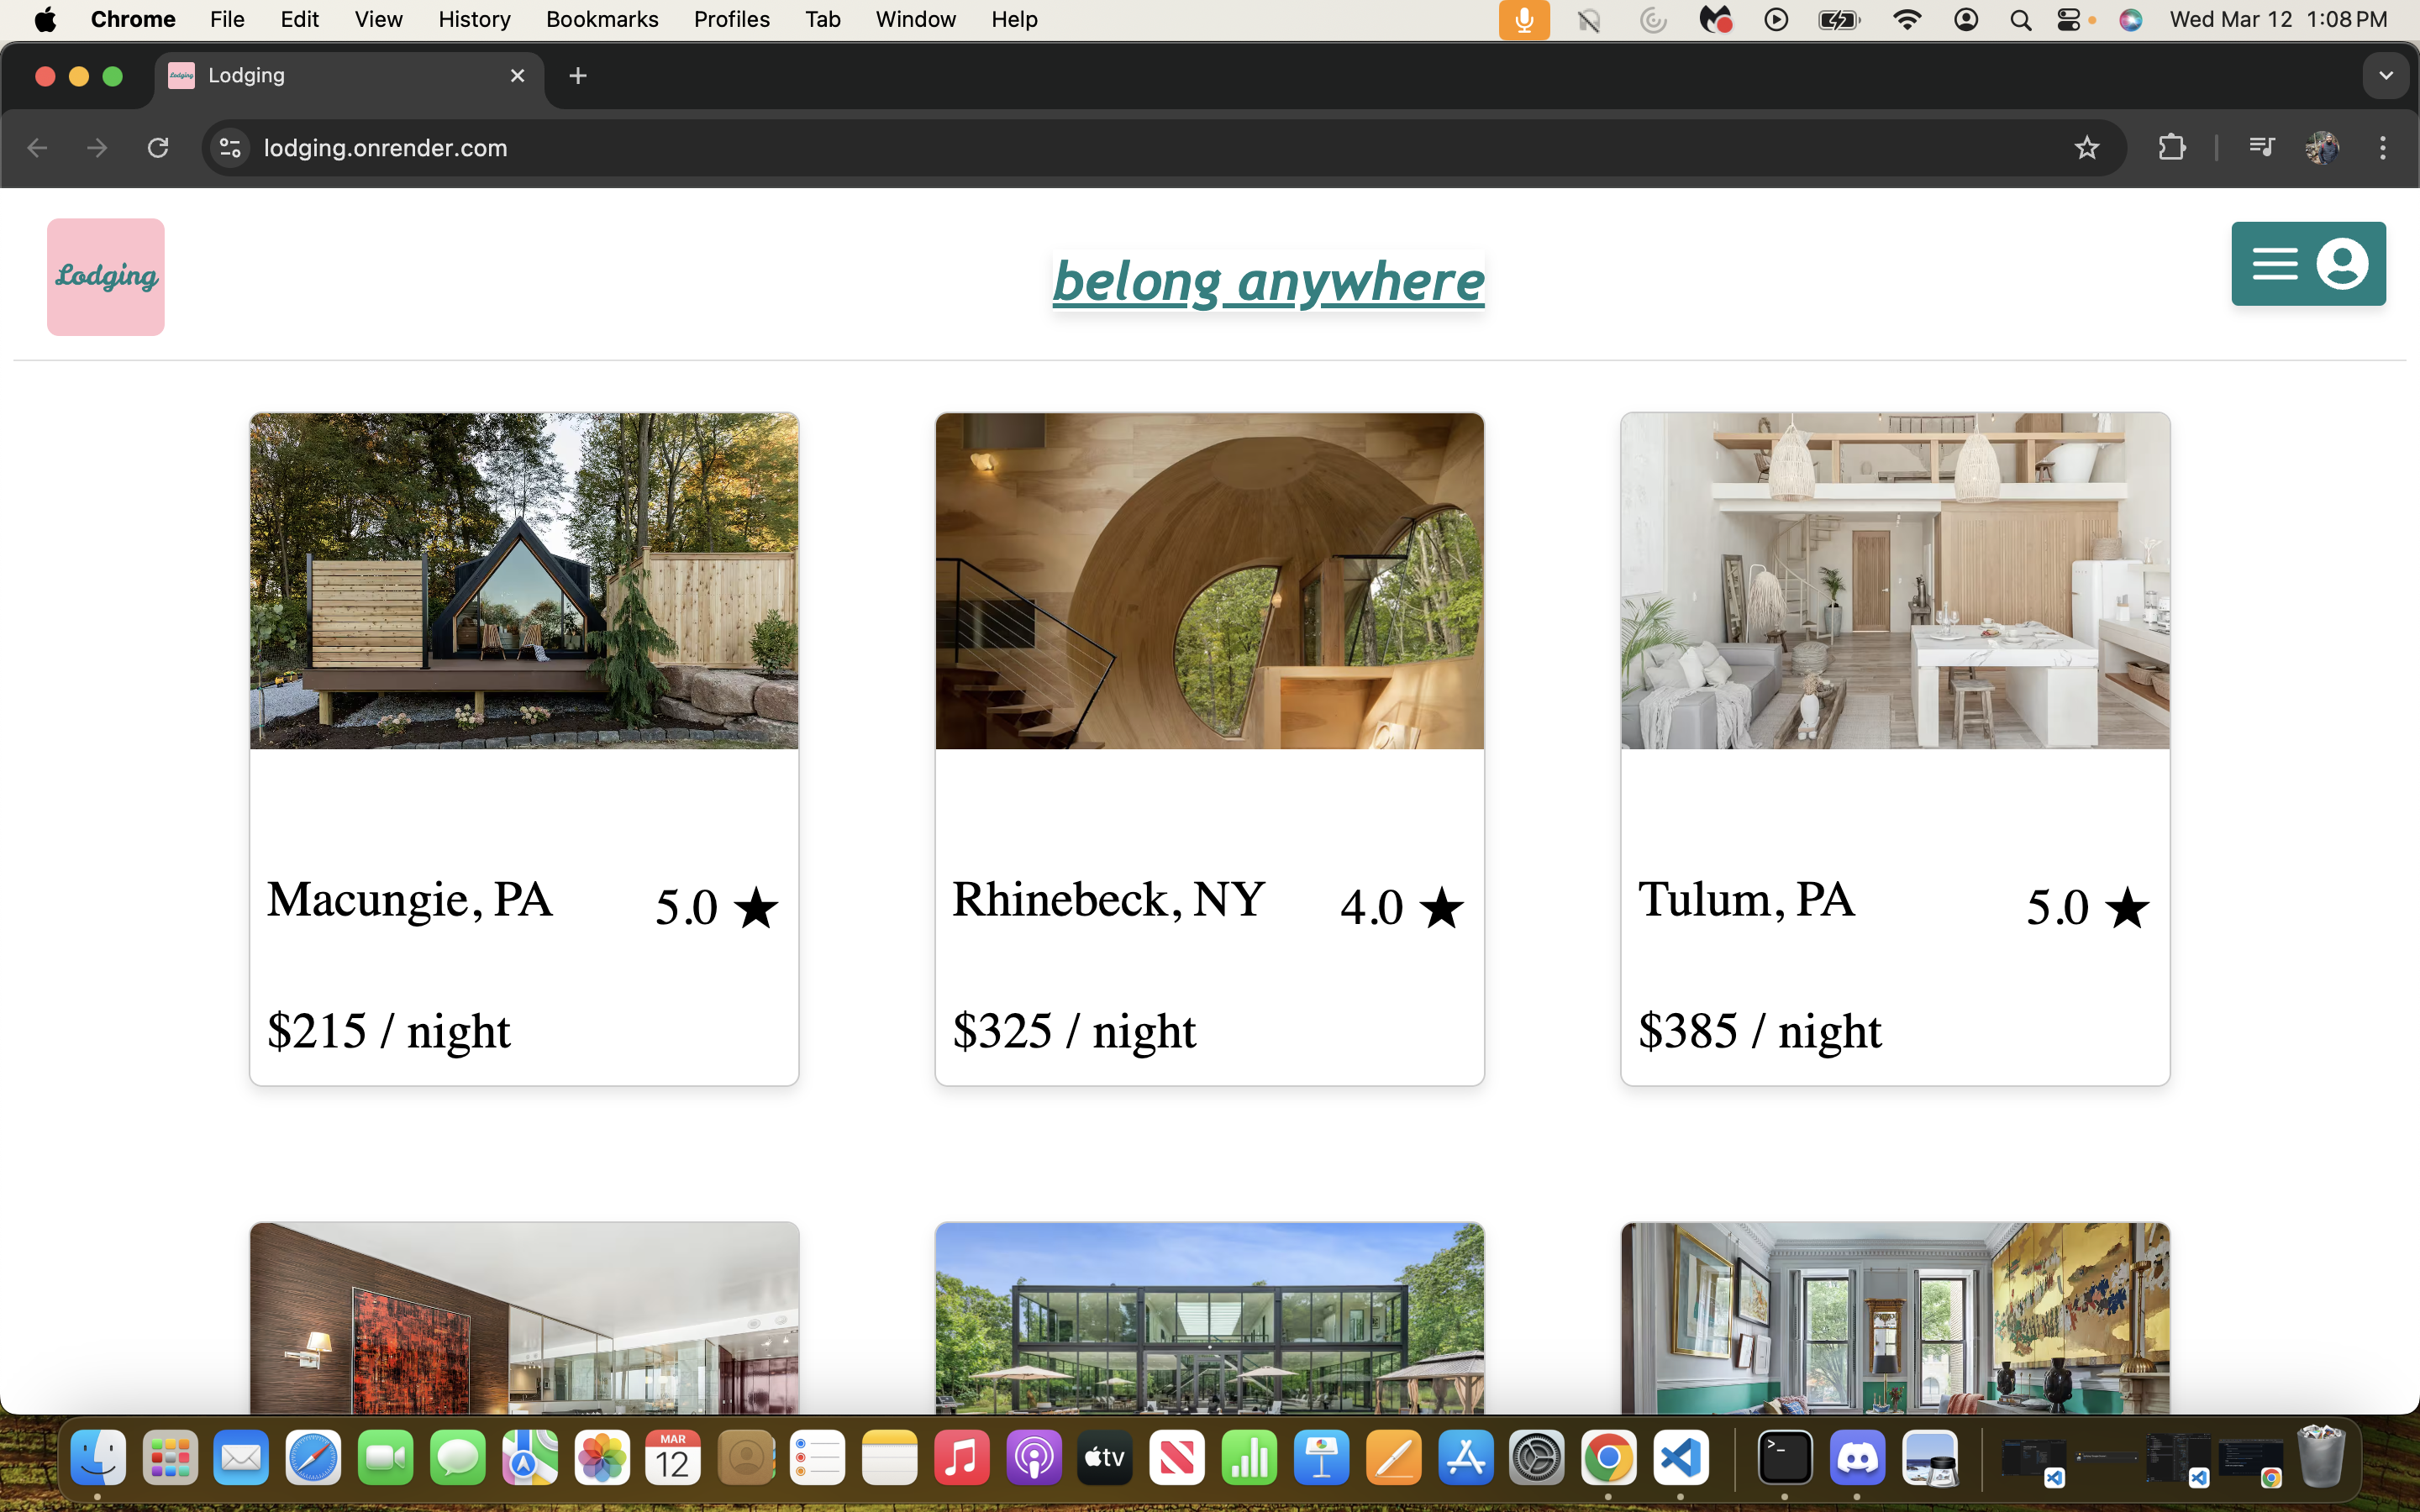 Chrome File Edit View History Bookmarks Profiles Tab Window Help Wed Mar 12 1:08 PM
Lodging Lodging
lodging.onrender.com
Lodging
belong anywhere
Macungie, PA 5.0 ★
$215 / night
Rhinebeck, NY 4.0 ★
$325 / night
Tulum, PA 5.0 ★
$385 / night
MAR
12
tv
>_